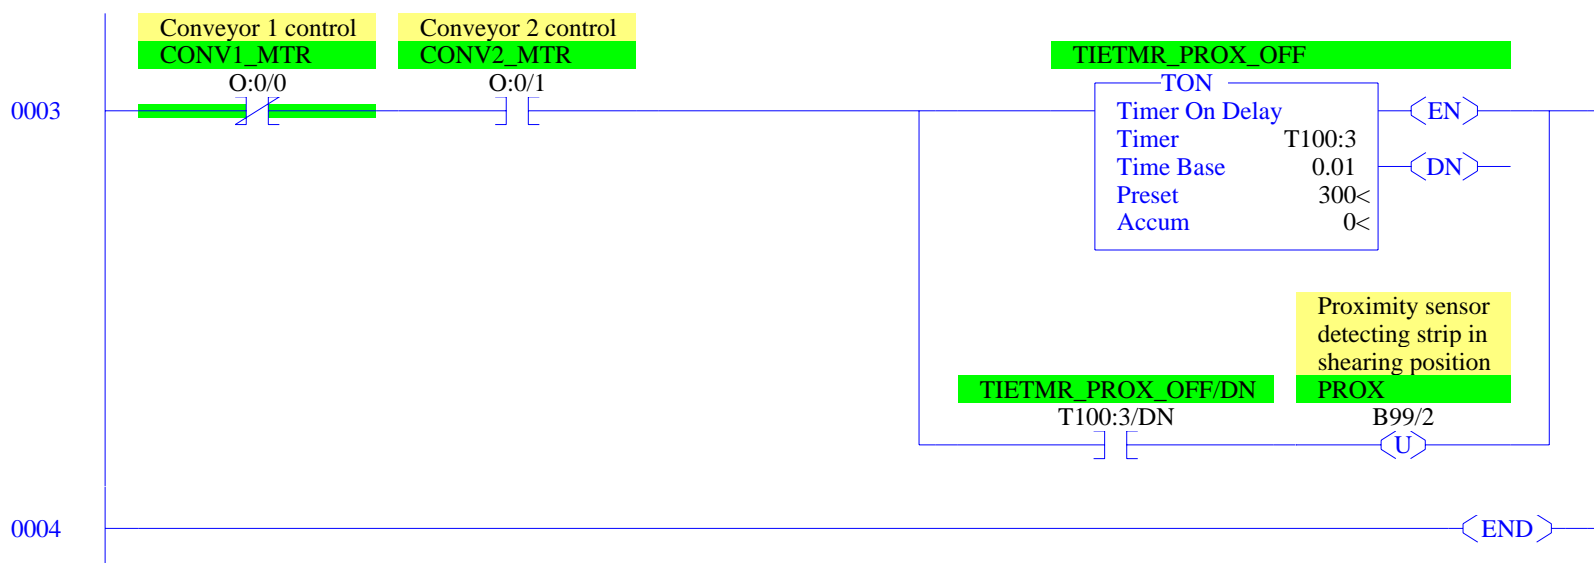 Conveyor 1 control
CONV1_MTR
O:0/0
Conveyor 2 control
CONV2_MTR
O:0/1
TIETMR_PROX_OFF
0003
TON
Timer On Delay
Timer T100:3
Time Base 0.01
Preset 300<
Accum 0<
EN
DN
TIETMR_PROX_OFF/DN
T100:3/DN
Proximity sensor
detecting strip in
shearing position
PROX
B99/2
U
0004
END